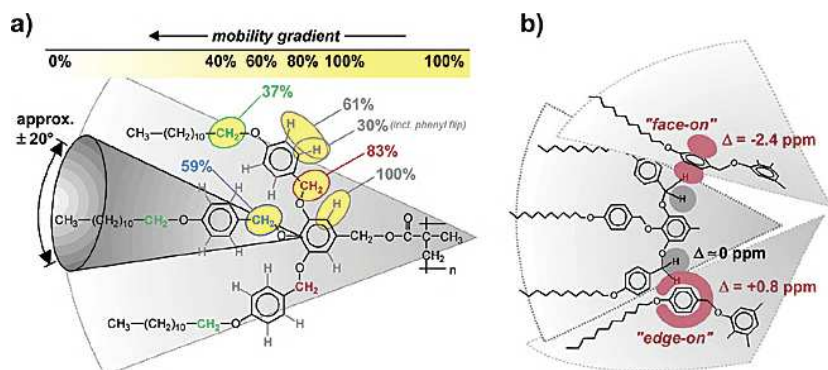 a)
mobility gradient
0% 40% 60% 80% 100% 100%
37%
61%
approx.
± 20°
CH₃—(CH₂)₁₀—CH₂—O
H
H
30% (incl. phenyl flip)
83%
H
H
59%
CH₂
100%
H
H
H
O
CH₃—(CH₂)₁₀—CH₂—O
CH₂
O
CH₂—O—C—C—CH₃
CH₂
n
H
H
O
H
O
H
CH₂
H
H
CH₃—(CH₂)₁₀—CH₂—O
H
H
b)
"face-on"
Δ = -2.4 ppm
O
O
H
O
H
O
O
O
O
H
Δ ≃0 ppm
O
H
Δ = +0.8 ppm
O
O
"edge-on"